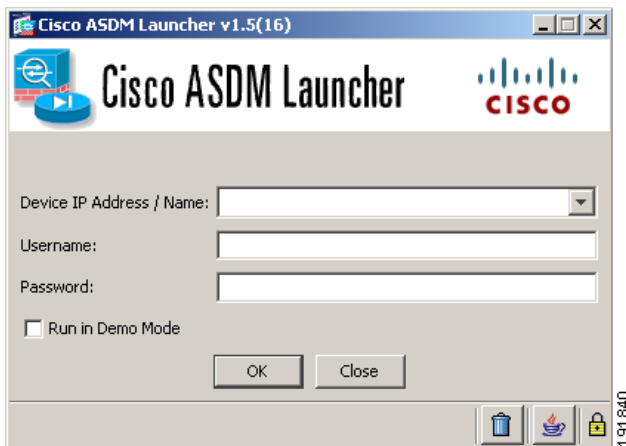 Cisco ASDM Launcher v1.5(16)
Cisco ASDM Launcher
CISCO
Device IP Address / Name:
Username:
Password:
Run in Demo Mode
OK Close
191840